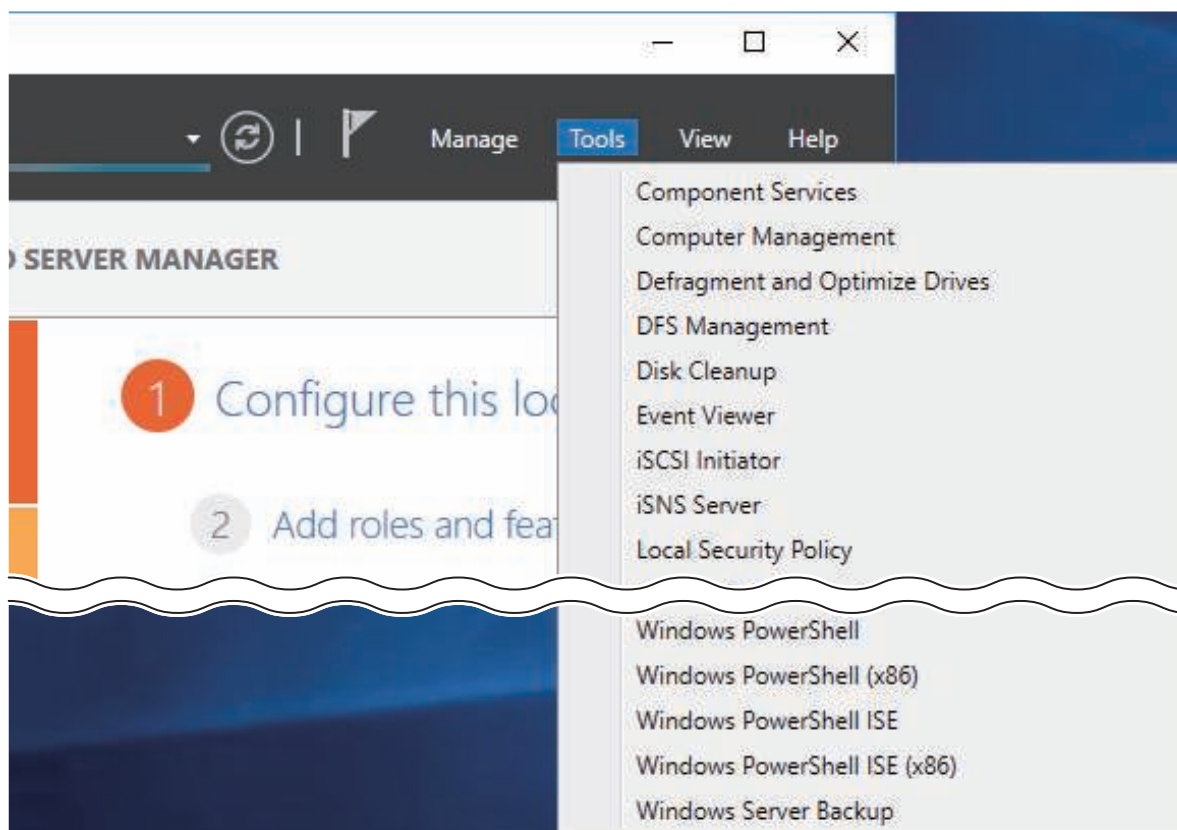 Manage Tools View Help
SERVER MANAGER
1 Configure this loc
2 Add roles and feat
Component Services
Computer Management
Defragment and Optimize Drives
DFS Management
Disk Cleanup
Event Viewer
iSCSI Initiator
iSNS Server
Local Security Policy
Windows PowerShell
Windows PowerShell (x86)
Windows PowerShell ISE
Windows PowerShell ISE (x86)
Windows Server Backup